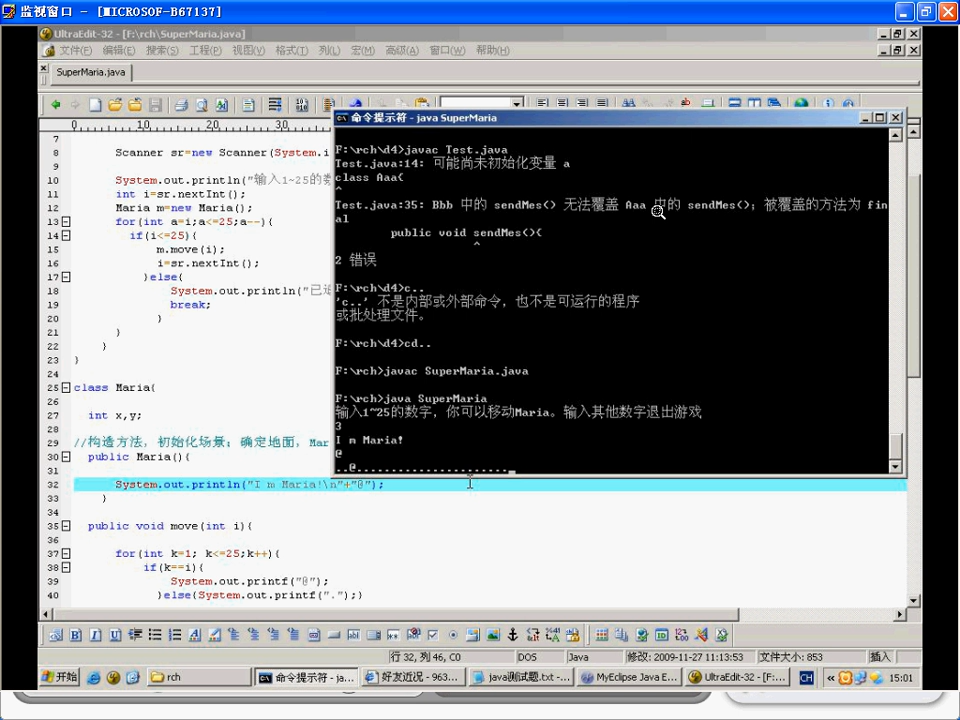 监视窗口 - [MICROSOF-B67137]
UltraEdit-32 - [F:\rch\SuperMaria.java]
文件(F) 编辑(E) 搜索(S) 工程(P) 视图(V) 格式(T) 列(L) 宏(M) 高级(A) 窗口(W) 帮助(H)
SuperMaria.java
0 10 20 30
命令提示符 - java SuperMaria
7
8 Scanner sr=new Scanner(System.i
9
10 System.out.println("输入1~25的数
11 int i=sr.nextInt();
12 Maria m=new Maria();
13 for(int a=i;a<=25;a--){
14 if(i<=25){
15 m.move(i);
16 i=sr.nextInt();
17 }else{
18 System.out.println("已
19 break;
20 }
21 }
22 }
23 }
24
25 class Maria{
26
27 int x,y;
28
29 //构造方法，初始化场景；确定地面，Mar
30 public Maria(){
31
32 System.out.println("I m Maria!\n"+"@");
33 }
34
35 public void move(int i){
36
37 for(int k=1; k<=25;k++){
38 if(k==i){
39 System.out.printf("@");
40 }else{System.out.printf(".");}
F:\rch\d4>javac Test.java
Test.java:14: 可能尚未初始化变量 a
class Aaa{
^
Test.java:35: Bbb 中的 sendMes() 无法覆盖 Aaa 中的 sendMes()；被覆盖的方法为 fin
al
public void sendMes(){
^
2 错误
F:\rch\d4>c..
'c..' 不是内部或外部命令，也不是可运行的程序
或批处理文件。
F:\rch\d4>cd..
F:\rch>javac SuperMaria.java
F:\rch>java SuperMaria
输入1~25的数字，你可以移动Maria。输入其他数字退出游戏
3
I m Maria!
@
..@......................_
行 32, 列 46, C0 DOS Java 修改: 2009-11-27 11:13:53 文件大小: 853 插入
开始 rch 命令提示符 - ja... 好友近况 - 963... java测试题.txt -... MyEclipse Java E... UltraEdit-32 - [F:... CH « 15:01